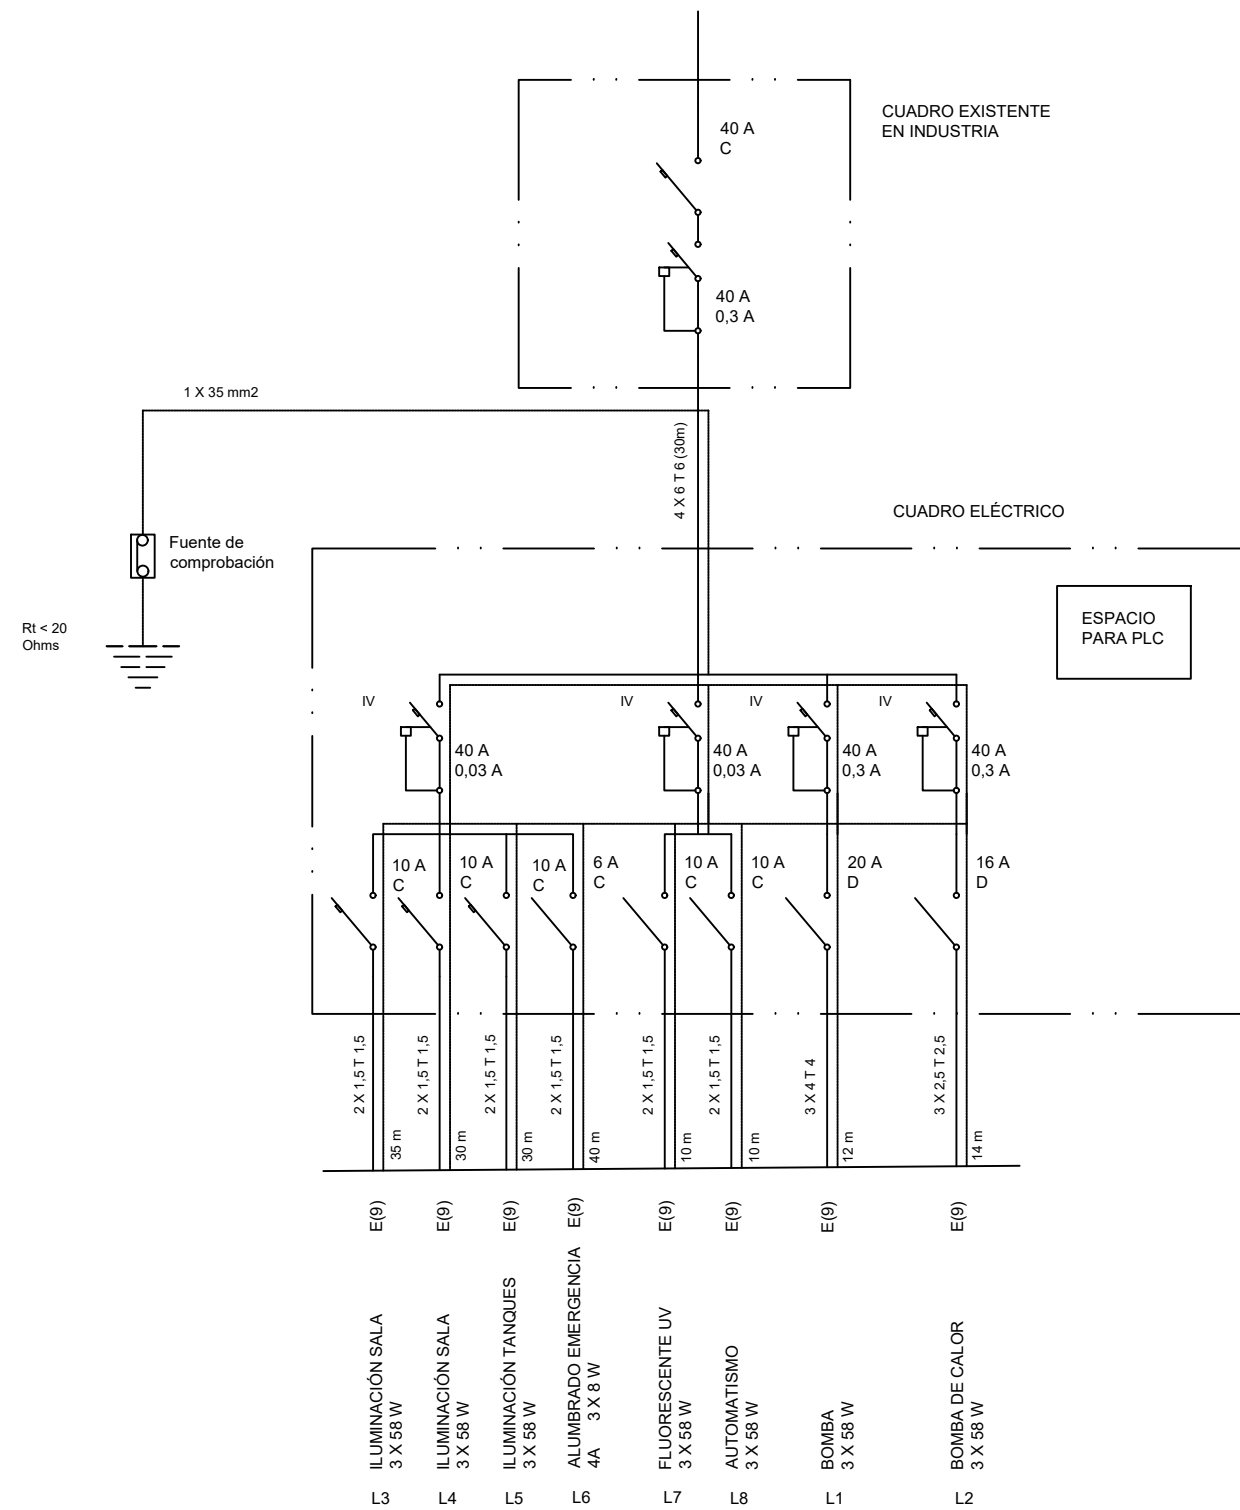 CUADRO EXISTENTE
EN INDUSTRIA
40 A
C
40 A
0,3 A
1 X 35 mm2
4 X 6 T 6 (30m)
CUADRO ELÉCTRICO
Fuente de
comprobación
ESPACIO
PARA PLC
Rt < 20
Ohms
IV
IV
IV
IV
40 A
0,03 A
40 A
0,03 A
40 A
0,3 A
40 A
0,3 A
10 A
C
10 A
C
10 A
C
6 A
C
10 A
C
10 A
C
20 A
D
16 A
D
2 X 1,5 T 1,5
2 X 1,5 T 1,5
2 X 1,5 T 1,5
2 X 1,5 T 1,5
2 X 1,5 T 1,5
2 X 1,5 T 1,5
3 X 4 T 4
3 X 2,5 T 2,5
35 m
30 m
30 m
40 m
10 m
10 m
12 m
14 m
E(9)
E(9)
E(9)
E(9)
E(9)
E(9)
E(9)
E(9)
ILUMINACIÓN SALA
3 X 58 W
ILUMINACIÓN SALA
3 X 58 W
ILUMINACIÓN TANQUES
3 X 58 W
ALUMBRADO EMERGENCIA
4A 3 X 8 W
FLUORESCENTE UV
3 X 58 W
AUTOMATISMO
3 X 58 W
BOMBA
3 X 58 W
BOMBA DE CALOR
3 X 58 W
L3
L4
L5
L6
L7
L8
L1
L2